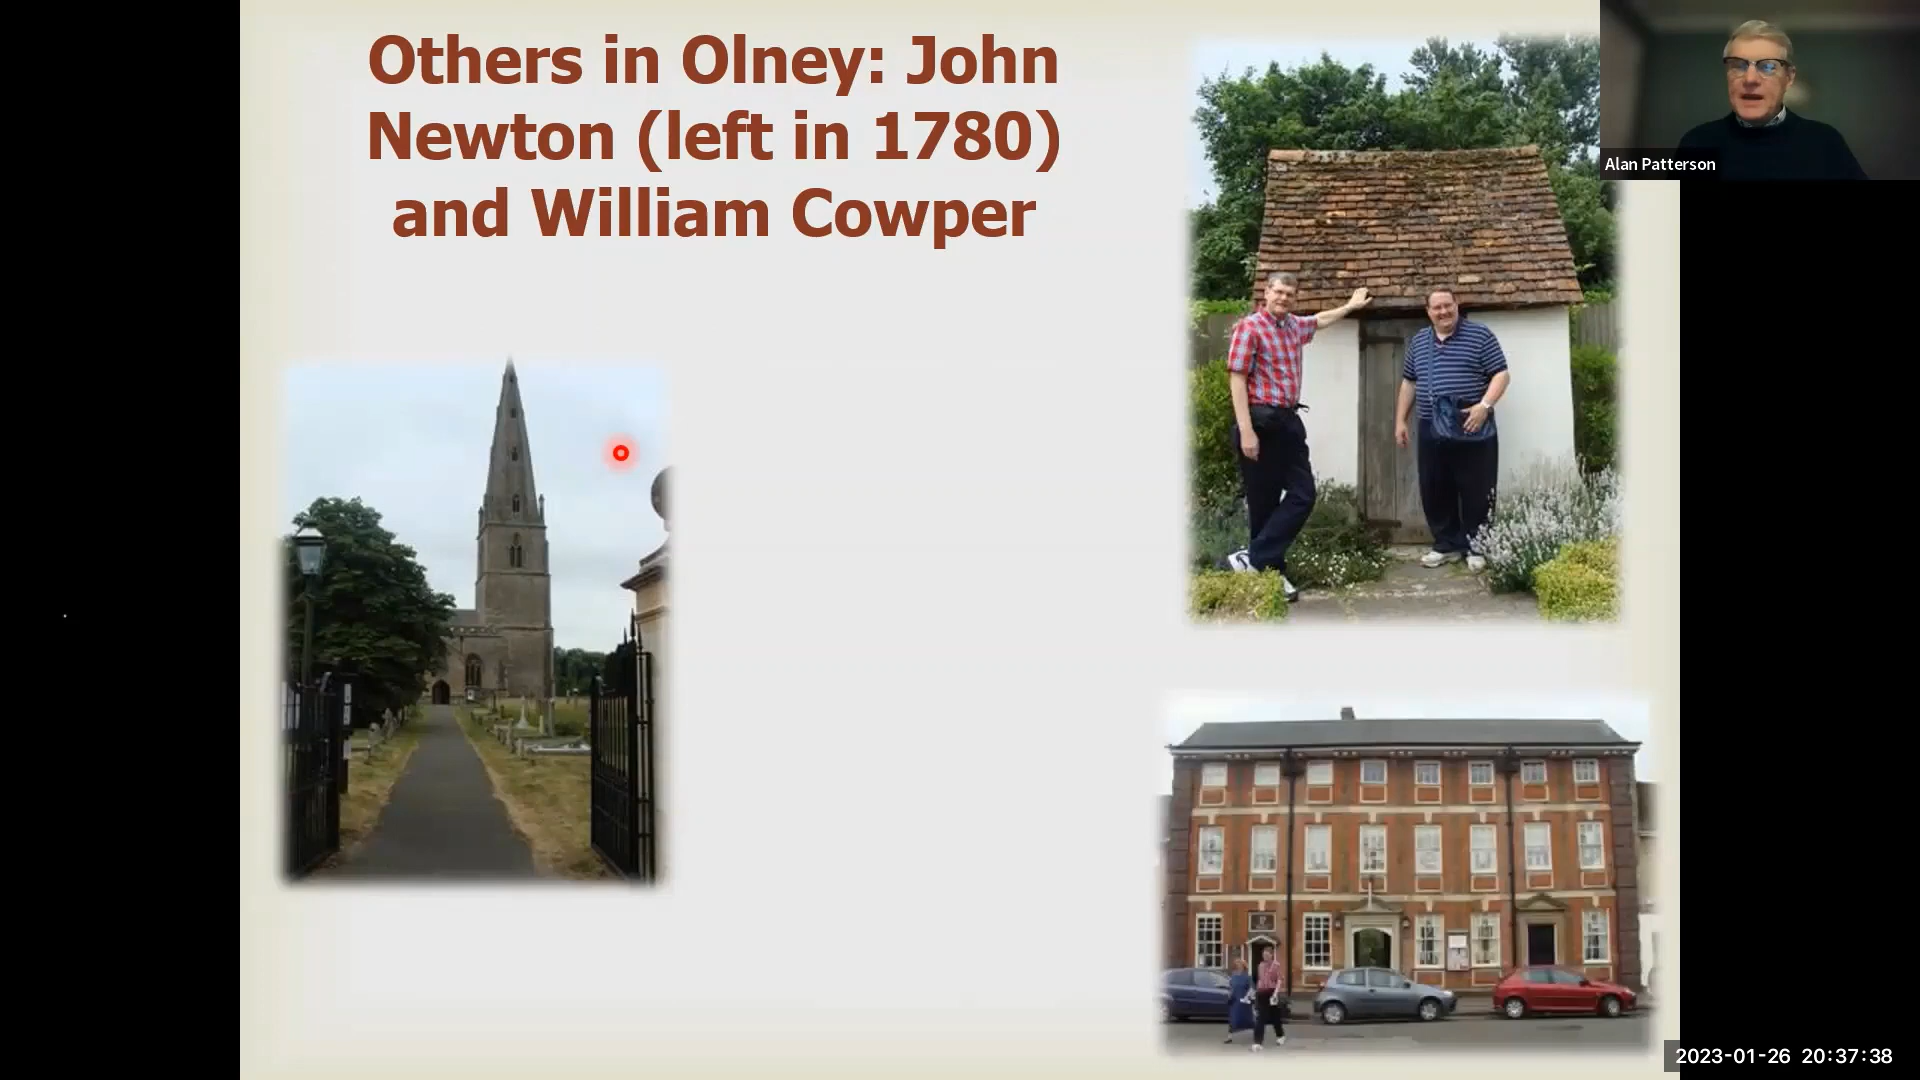 Others in Olney: John
Newton (left in 1780)
and William Cowper
Alan Patterson
museum
2023-01-26 20:37:38